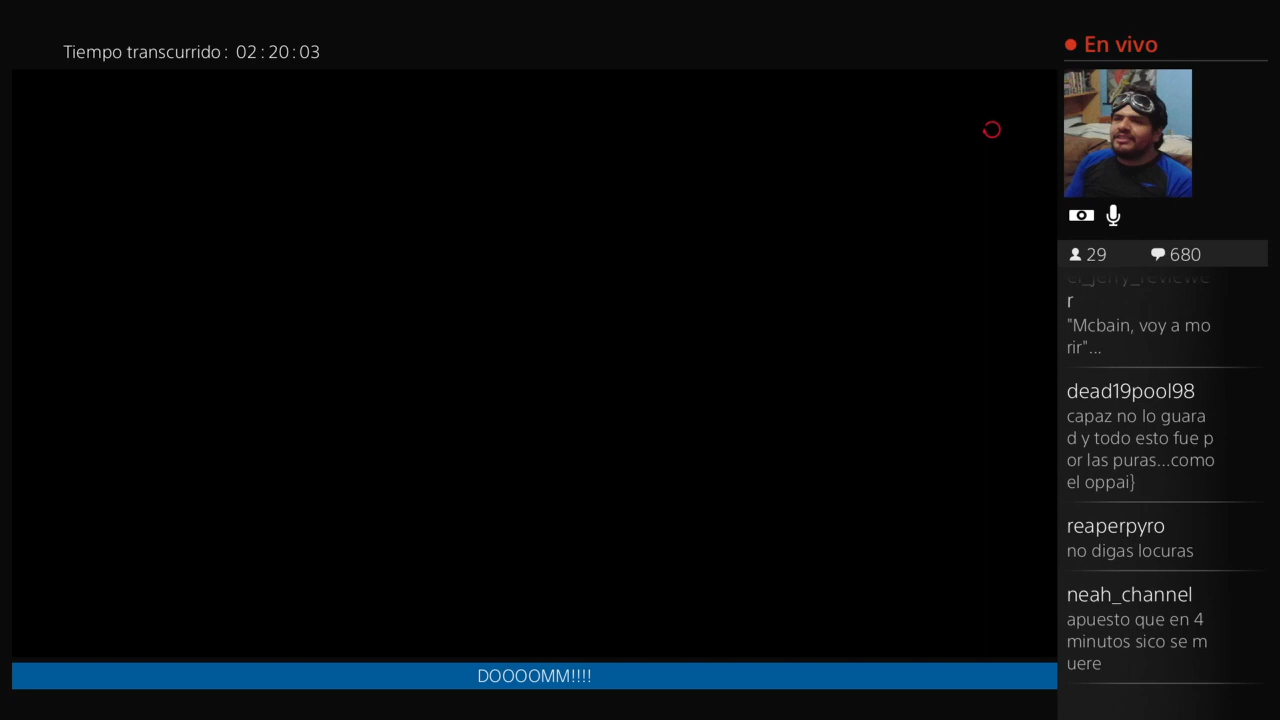 Tiempo transcurrido : 02 : 20 : 03
En vivo
29 680
r
"Mcbain, voy a mo
rir"...
dead19pool98
capaz no lo guara
d y todo esto fue p
or las puras...como
el oppai}
reaperpyro
no digas locuras
neah_channel
apuesto que en 4
minutos sico se m
uere
DOOOOMM!!!!